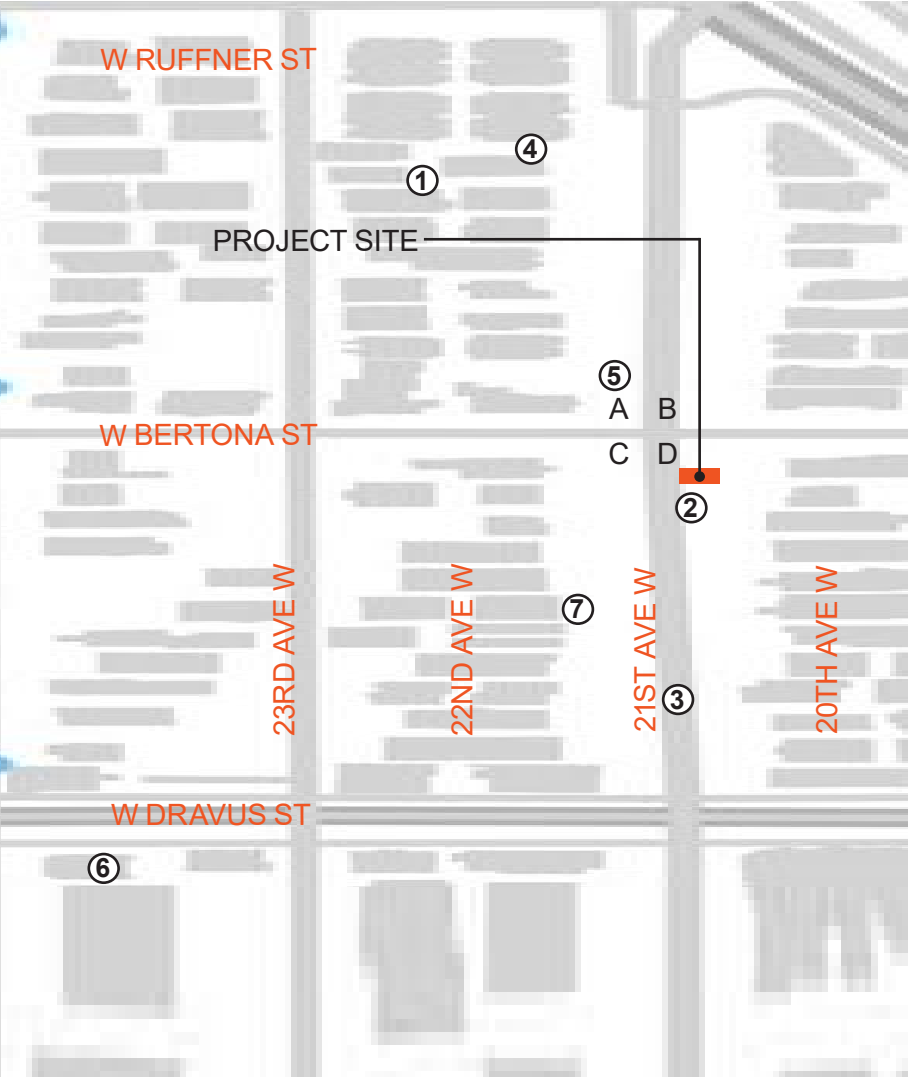 W RUFFNER ST
4
1
PROJECT SITE
5
A B
W BERTONA ST
C D
2
23RD AVE W
22ND AVE W
7
21ST AVE W
20TH AVE W
3
W DRAVUS ST
6